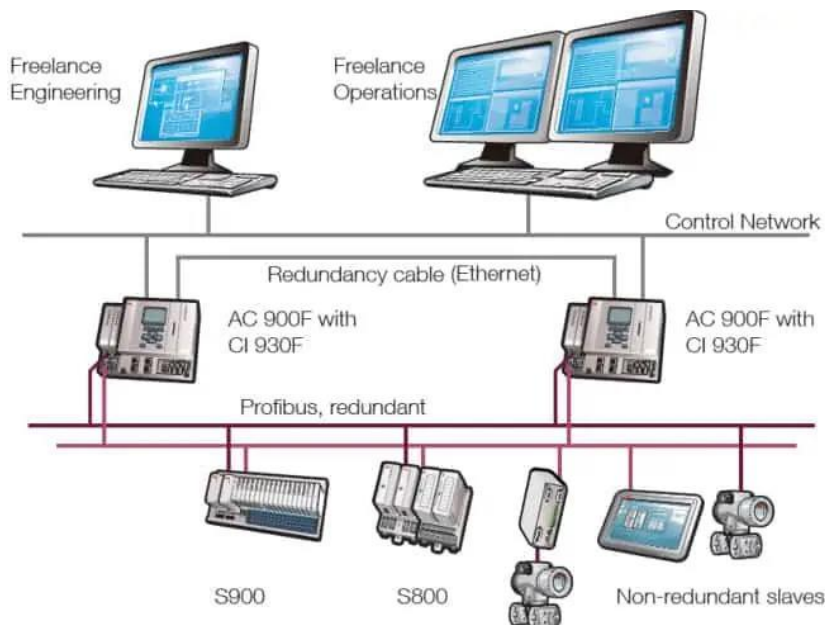 Freelance
Engineering
Freelance
Operations
Control Network
Redundancy cable (Ethernet)
AC 900F with
CI 930F
AC 900F with
CI 930F
Profibus, redundant
S900
S800
Non-redundant slaves